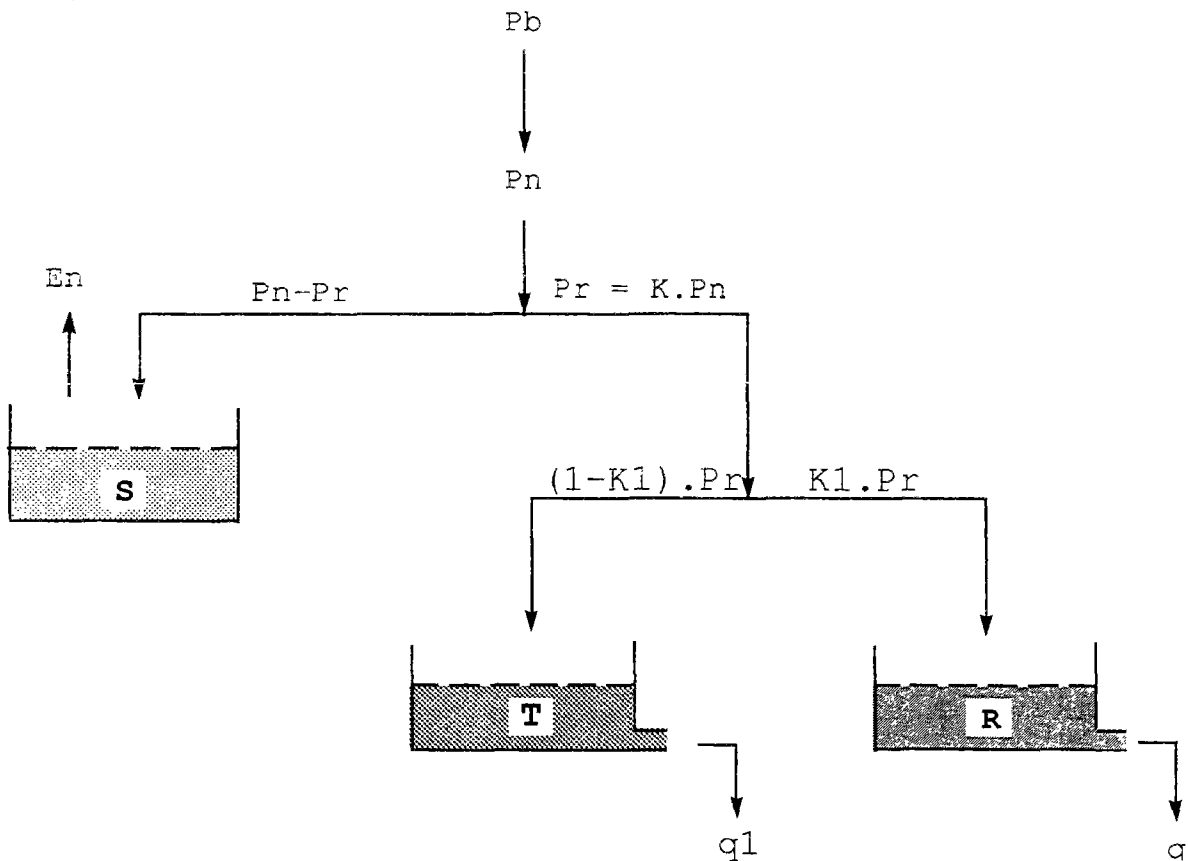 Pb
Pn
En
Pn-Pr
Pr = K.Pn
S
(1-K1).Pr
K1.Pr
T
R
q1
q